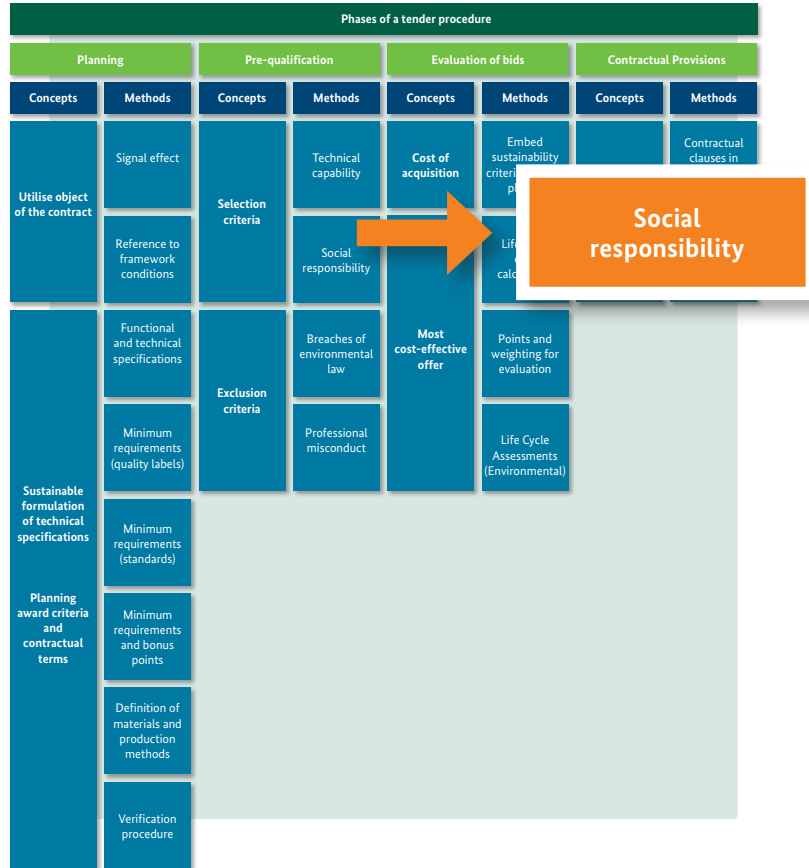 Phases of a tender procedure
Planning
Pre-qualification
Evaluation of bids
Contractual Provisions
Concepts
Methods
Concepts
Methods
Concepts
Methods
Concepts
Methods
Utilise object
of the contract
Signal effect
Reference to
framework
conditions
Sustainable
formulation
of technical
specifications
Planning
award criteria
and
contractual
terms
Functional
and technical
specifications
Minimum
requirements
(quality labels)
Minimum
requirements
(standards)
Minimum
requirements
and bonus
points
Definition of
materials and
production
methods
Verification
procedure
Selection
criteria
Technical
capability
Social
responsibility
Exclusion
criteria
Breaches of
environmental
law
Professional
misconduct
Cost of
acquisition
Most
cost-effective
offer
Embed
sustainability
Points and
weighting for
evaluation
Life Cycle
Assessments
(Environmental)
Contractual
clauses in
Social
responsibility